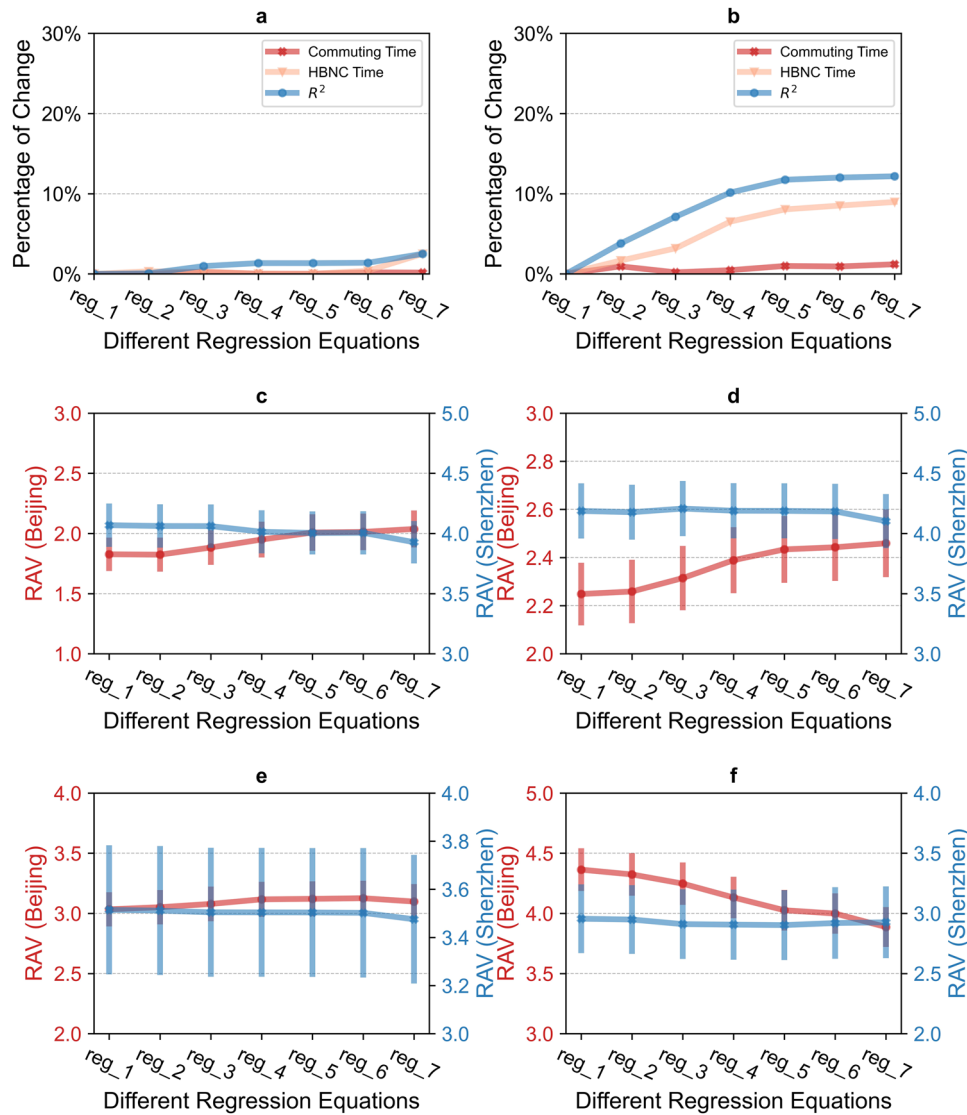 a
b
30%
20%
10%
0%
Percentage of Change
Commuting Time
HBNC Time
R²
reg_1
reg_2
reg_3
reg_4
reg_5
reg_6
reg_7
Different Regression Equations
30%
20%
10%
0%
Percentage of Change
Commuting Time
HBNC Time
R²
reg_1
reg_2
reg_3
reg_4
reg_5
reg_6
reg_7
Different Regression Equations
c
d
3.0
2.5
2.0
1.5
1.0
RAV (Beijing)
5.0
4.5
4.0
3.5
3.0
RAV (Shenzhen)
reg_1
reg_2
reg_3
reg_4
reg_5
reg_6
reg_7
Different Regression Equations
3.0
2.8
2.6
2.4
2.2
2.0
RAV (Beijing)
5.0
4.5
4.0
3.5
3.0
RAV (Shenzhen)
reg_1
reg_2
reg_3
reg_4
reg_5
reg_6
reg_7
Different Regression Equations
e
f
4.0
3.5
3.0
2.5
2.0
RAV (Beijing)
4.0
3.8
3.6
3.4
3.2
3.0
RAV (Shenzhen)
reg_1
reg_2
reg_3
reg_4
reg_5
reg_6
reg_7
Different Regression Equations
5.0
4.5
4.0
3.5
3.0
RAV (Beijing)
4.0
3.5
3.0
2.5
2.0
RAV (Shenzhen)
reg_1
reg_2
reg_3
reg_4
reg_5
reg_6
reg_7
Different Regression Equations